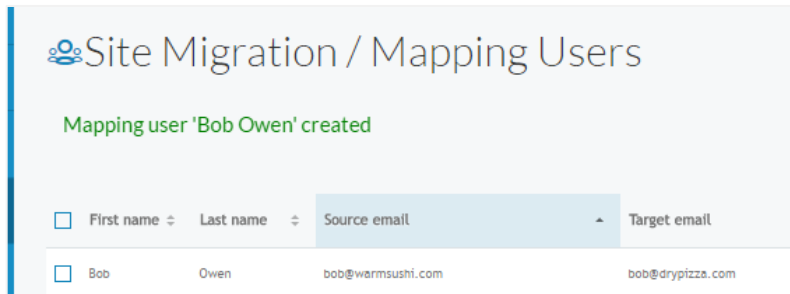 Site Migration / Mapping Users
Mapping user 'Bob Owen' created
First name Last name Source email Target email
Bob Owen bob@warmsushi.com bob@drypizza.com